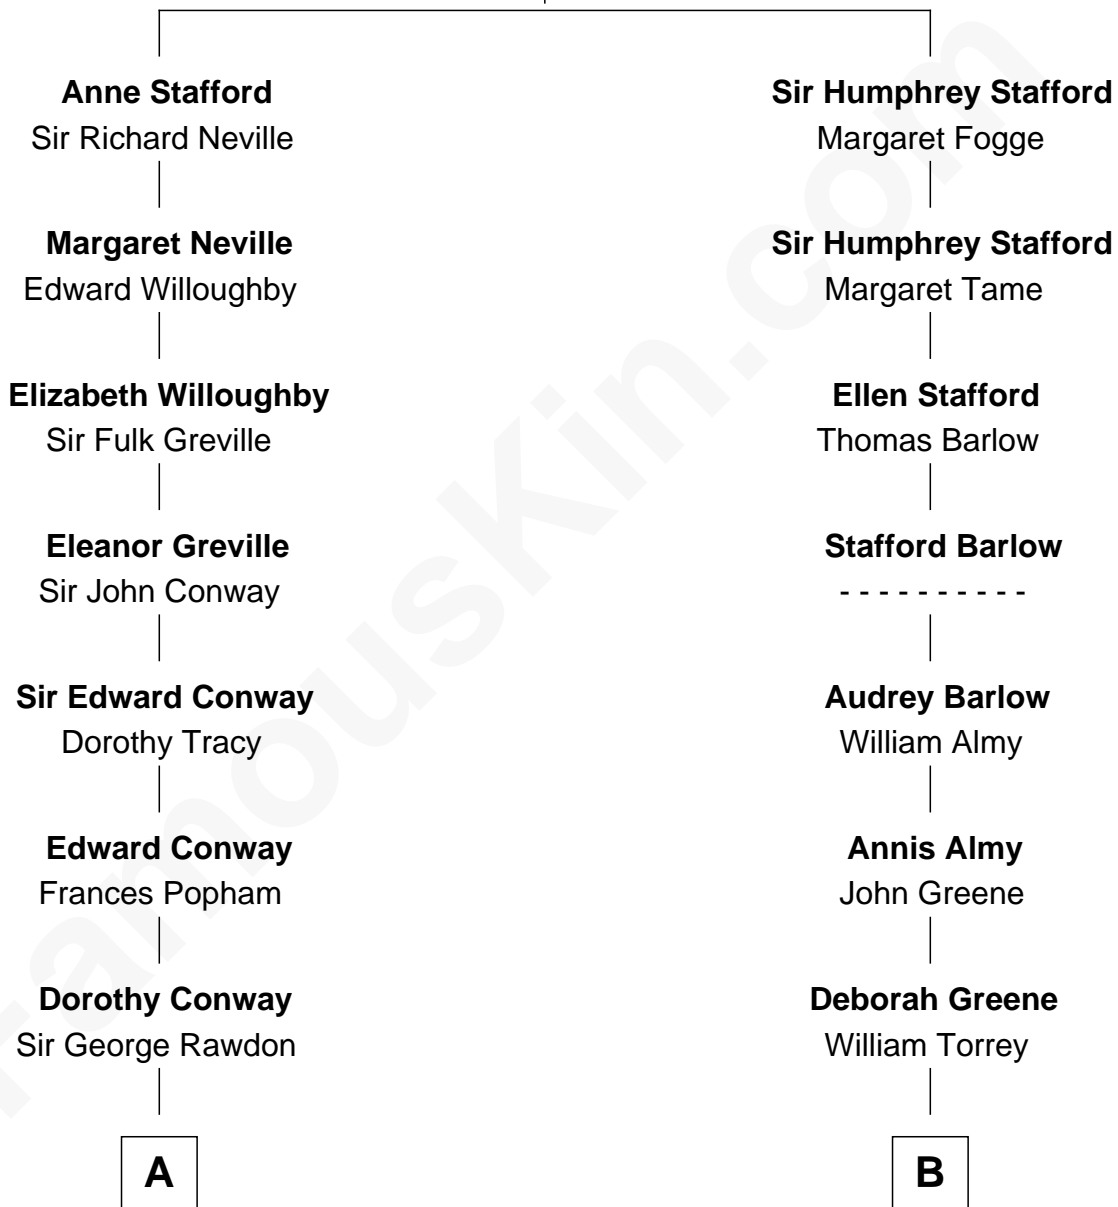 Anne Stafford
Sir Richard Neville
Margaret Neville
Edward Willoughby
Elizabeth Willoughby
Sir Fulk Greville
Eleanor Greville
Sir John Conway
Sir Edward Conway
Dorothy Tracy
Edward Conway
Frances Popham
Dorothy Conway
Sir George Rawdon
A
Sir Humphrey Stafford
Margaret Fogge
Sir Humphrey Stafford
Margaret Tame
Ellen Stafford
Thomas Barlow
Stafford Barlow
- - - - - - - - - -
Audrey Barlow
William Almy
Annis Almy
John Greene
Deborah Greene
William Torrey
B
FamousKin.com